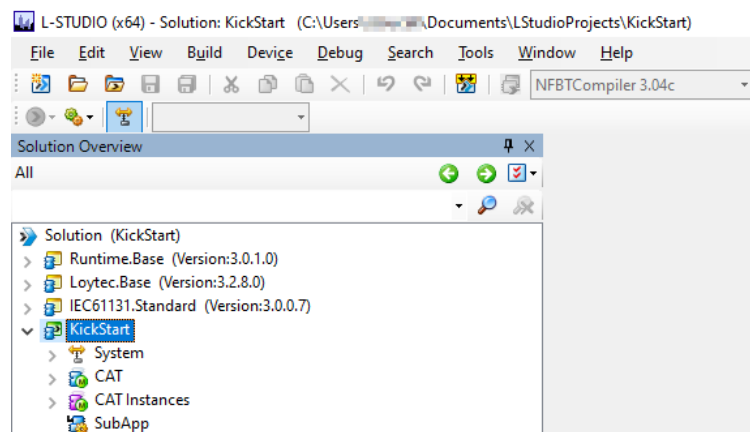 L-STUDIO (x64) - Solution: KickStart (C:\Users \Documents\LStudioProjects\KickStart)
File Edit View Build Device Debug Search Tools Window Help
NFBTCompiler 3.04c
Solution Overview
All
Solution (KickStart)
Runtime.Base (Version:3.0.1.0)
Loytec.Base (Version:3.2.8.0)
IEC61131.Standard (Version:3.0.0.7)
KickStart
System
CAT
CAT Instances
SubApp